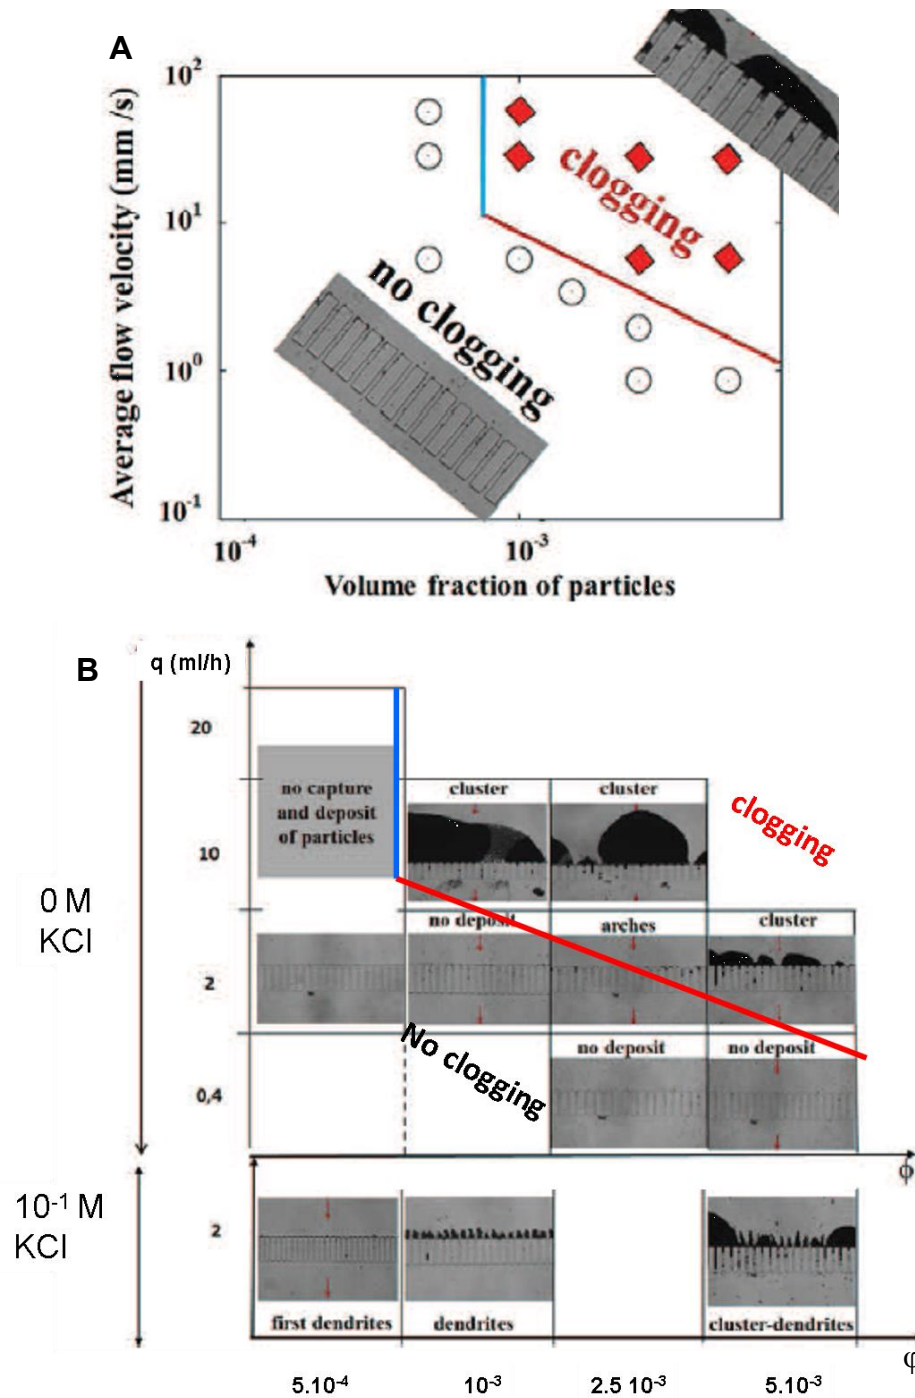 A
10²
10¹
10⁰
10⁻¹
Average flow velocity (mm /s)
clogging
no clogging
10⁻⁴
10⁻³
Volume fraction of particles
B
q (ml/h)
20
no capture
and deposit
of particles
cluster
cluster
clogging
10
0 M
KCl
no deposit
arches
cluster
2
No clogging
no deposit
no deposit
0,4
ϕ
10⁻¹ M
KCl
2
first dendrites
dendrites
cluster-dendrites
φ
5.10⁻⁴
10⁻³
2.5 10⁻³
5.10⁻³